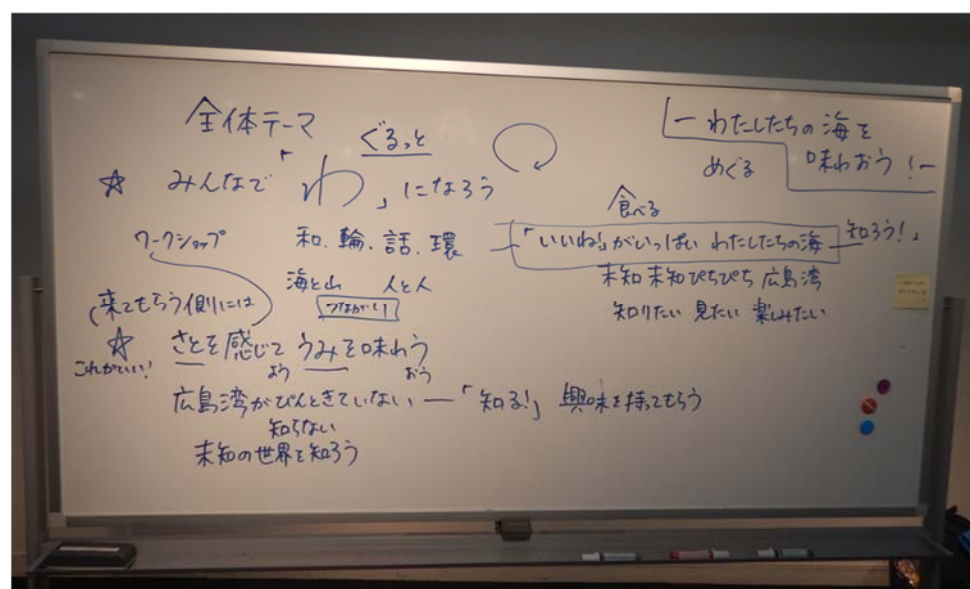 全体テーマ
ぐるっと
☆ みんなで「わ」になろう
ワークショップ
和、輪、話、環
海と山 人と人
つながり
来てもらう側には
☆ さとを感じて うみを味わう
よう おう
これがいい!
広島湾がぴんときていない ー 「知る!」 興味を持ってもらう
知らない
未知の世界を知ろう
ー わたしたちの海を
めぐる 味わおう!ー
食べる
「いいね!」がいっぱい わたしたちの海 知ろう!」
未知 未知 ぴちぴち 広島湾
知りたい 見たい 楽しみたい